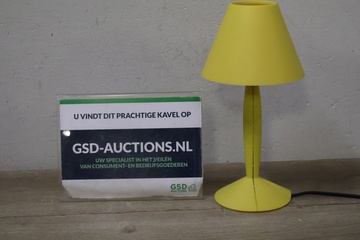 U VINDT DIT PRACHTIGE KAVEL OP
GSD-AUCTIONS.NL
UW SPECIALIST IN HET VEILEN
VAN CONSUMENT- EN BEDRIJFSGOEDEREN
GSD